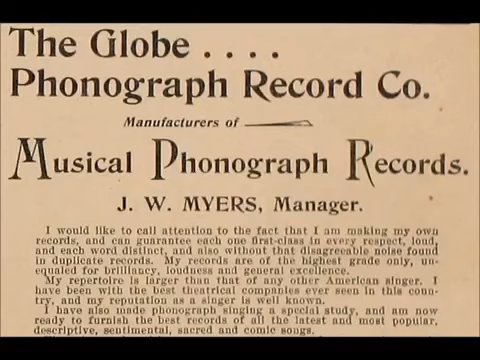 The Globe . . . .
Phonograph Record Co.
Manufacturers of
Musical Phonograph Records.
J. W. MYERS, Manager.
I would like to call attention to the fact that I am making my own
records, and can guarantee each one first-class in every respect, loud,
and each word distinct, and also without that disagreeable noise found
in duplicate records. My records are of the highest grade only, un-
equaled for brilliancy, loudness and general excellence.
My repertoire is larger than that of any other American singer. I
have been with the best theatrical companies ever seen in this coun-
try, and my reputation as a singer is well known.
I have also made phonograph singing a special study, and am now
ready to furnish the best records of all the latest and most popular,
descriptive, sentimental, sacred and comic songs.